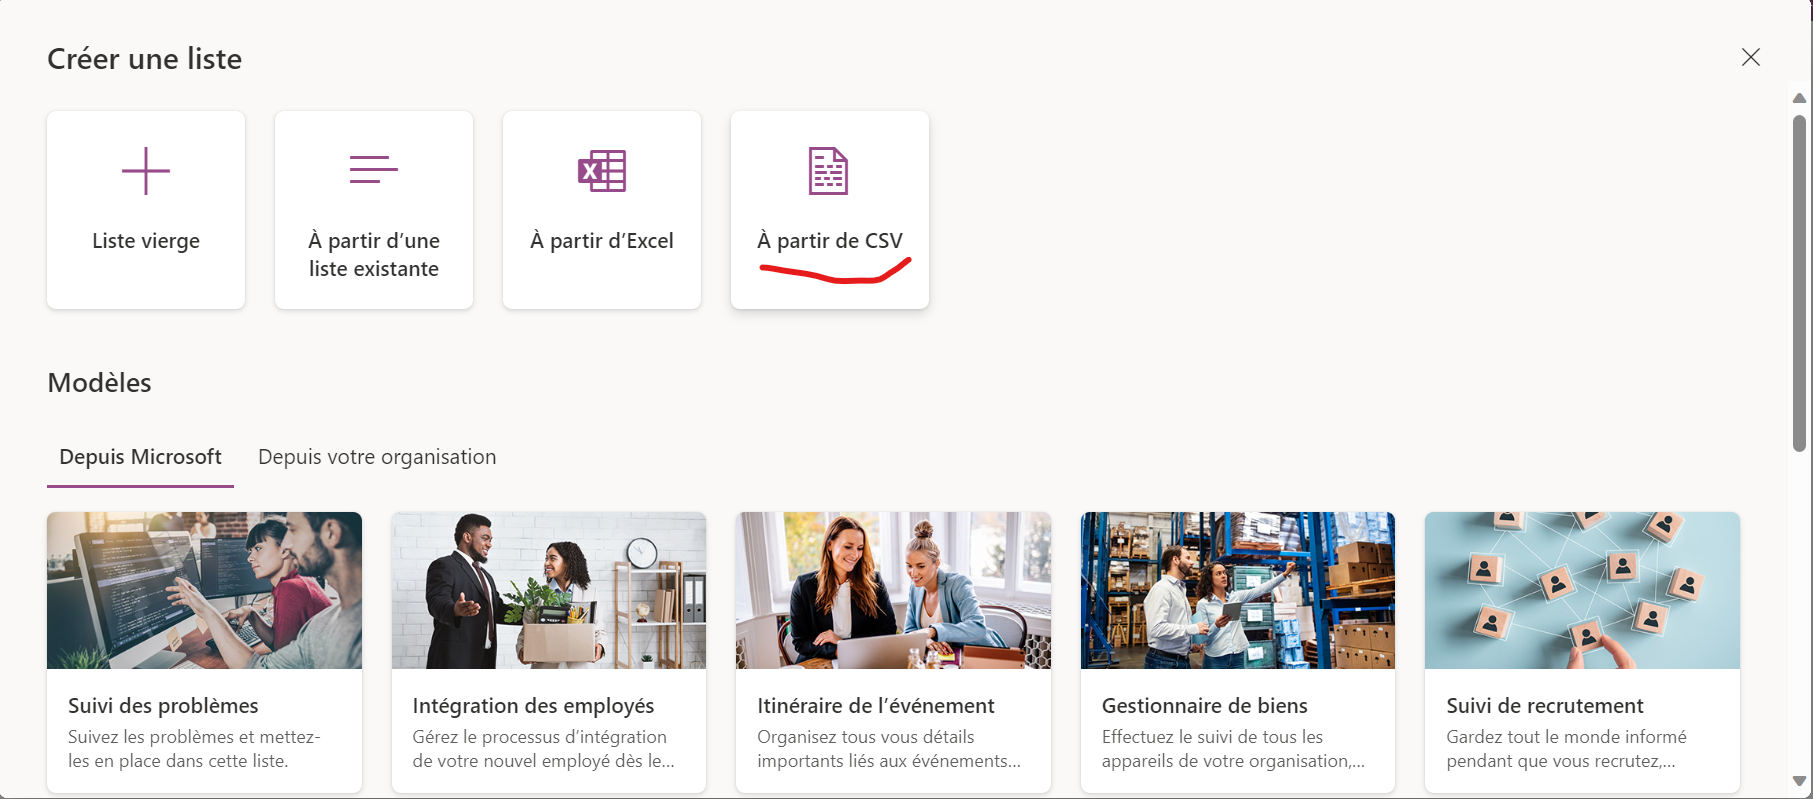 Créer une liste
Liste vierge
À partir d’une
liste existante
À partir d’Excel
À partir de CSV
Modèles
Depuis Microsoft
Depuis votre organisation
Suivi des problèmes
Suivez les problèmes et mettez-
les en place dans cette liste.
Intégration des employés
Gérez le processus d’intégration
de votre nouvel employé dès le...
Itinéraire de l’événement
Organisez tous vous détails
importants liés aux événements...
Gestionnaire de biens
Effectuez le suivi de tous les
appareils de votre organisation,...
Suivi de recrutement
Gardez tout le monde informé
pendant que vous recrutez,...